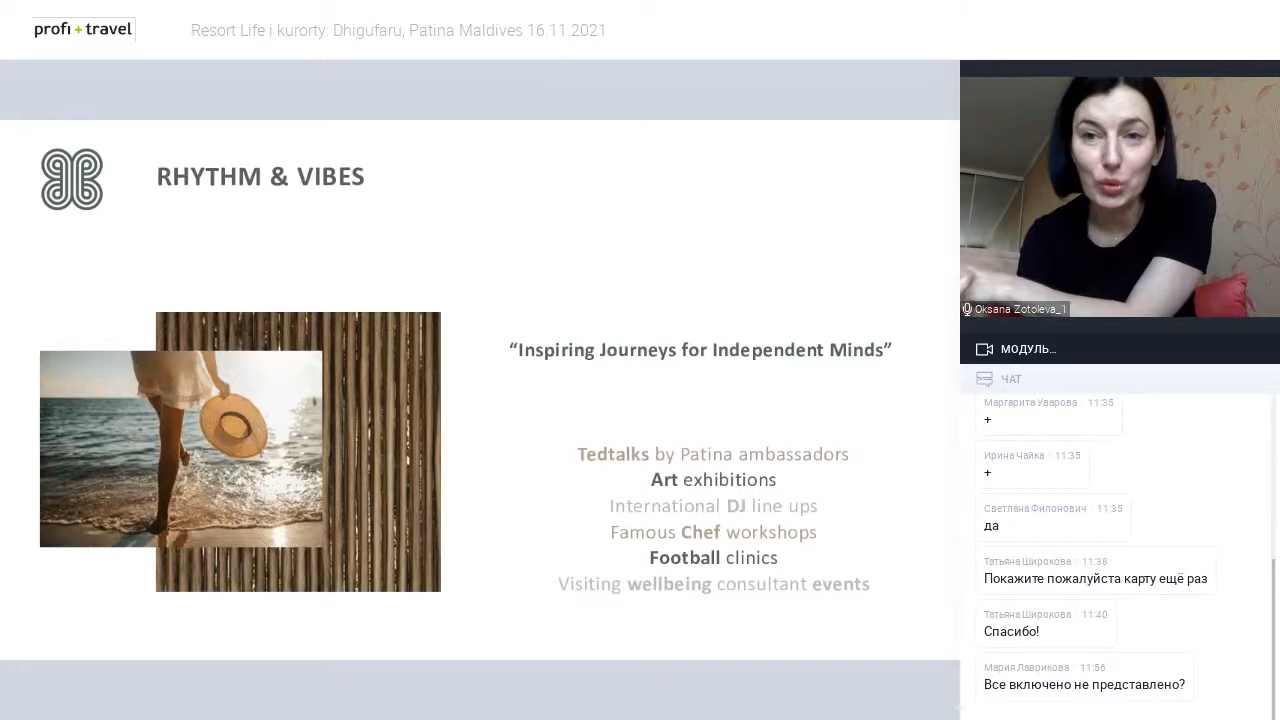 profi + travel
Resort Life i kurorty: Dhigufaru, Patina Maldives 16.11.2021
RHYTHM & VIBES
“Inspiring Journeys for Independent Minds”
Tedtalks by Patina ambassadors
Art exhibitions
International DJ line ups
Famous Chef workshops
Football clinics
Visiting wellbeing consultant events
Oksana Zotoleva_1
МОДУЛЬ...
ЧАТ
Маргарита Уварова 11:35
+
Ирина Чайка 11:35
+
Светлана Филонович 11:35
да
Татьяна Широкова 11:38
Покажите пожалуйста карту ещё раз
Татьяна Широкова 11:40
Спасибо!
Мария Лаврикова 11:56
Все включено не представлено?